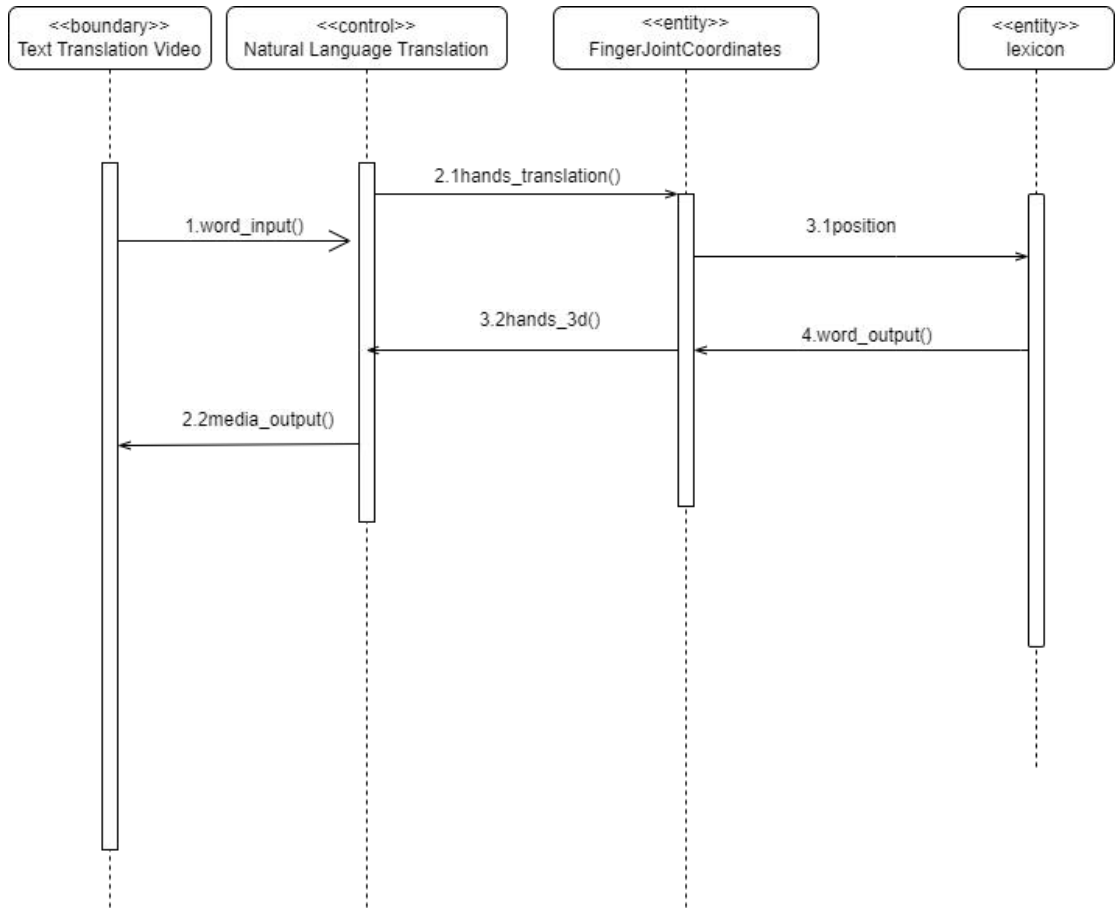 <<boundary>>
Text Translation Video
<<control>>
Natural Language Translation
<<entity>>
FingerJointCoordinates
<<entity>>
lexicon
2.1hands_translation()
1.word_input()
3.1position
3.2hands_3d()
4.word_output()
2.2media_output()